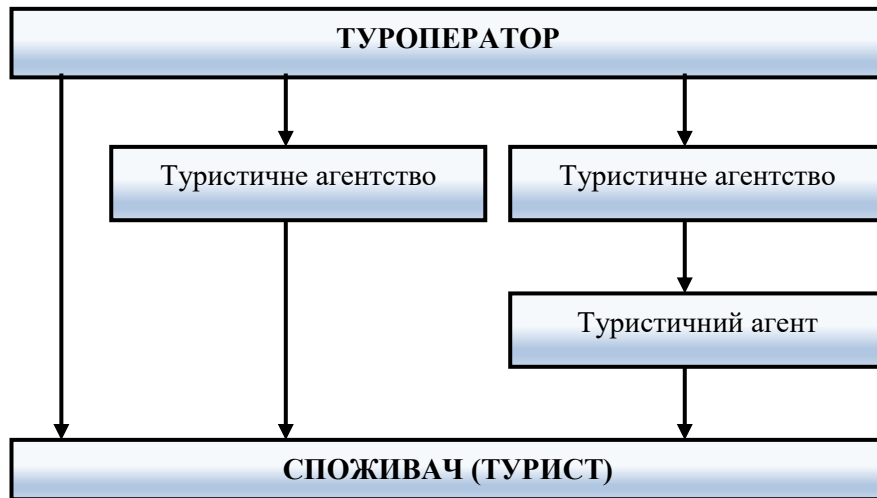 ТУРОПЕРАТОР
Туристичне агентство
Туристичне агентство
Туристичний агент
СПОЖИВАЧ (ТУРИСТ)